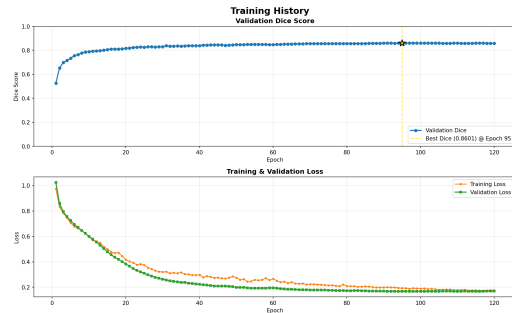 Training History
Validation Dice Score
1.0
0.8
0.6
0.4
0.2
0.0
Dice Score
0
20
40
60
80
100
120
Epoch
Validation Dice
Best Dice (0.8601) @ Epoch 95
Training & Validation Loss
1.0
0.8
0.6
0.4
0.2
Loss
0
20
40
60
80
100
120
Epoch
Training Loss
Validation Loss